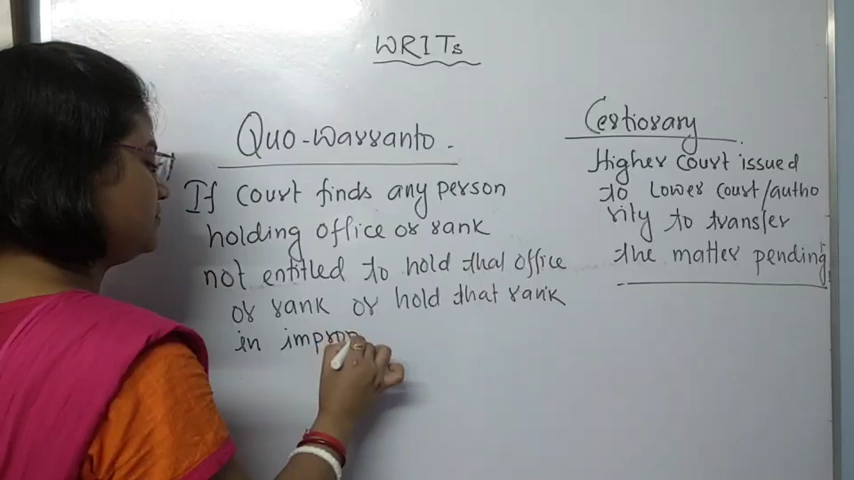 WRITs
Quo-warranto -
If court finds any person
holding office or rank
not entitled to hold that office
or rank or hold that rank
in improp
Certiorary
Higher court issued
to lower court/autho
rity to transfer
the matter pending